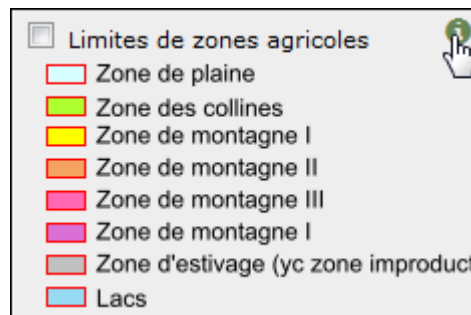 Limites de zones agricoles
Zone de plaine
Zone des collines
Zone de montagne I
Zone de montagne II
Zone de montagne III
Zone de montagne I
Zone d'estivage (yc zone improduct
Lacs